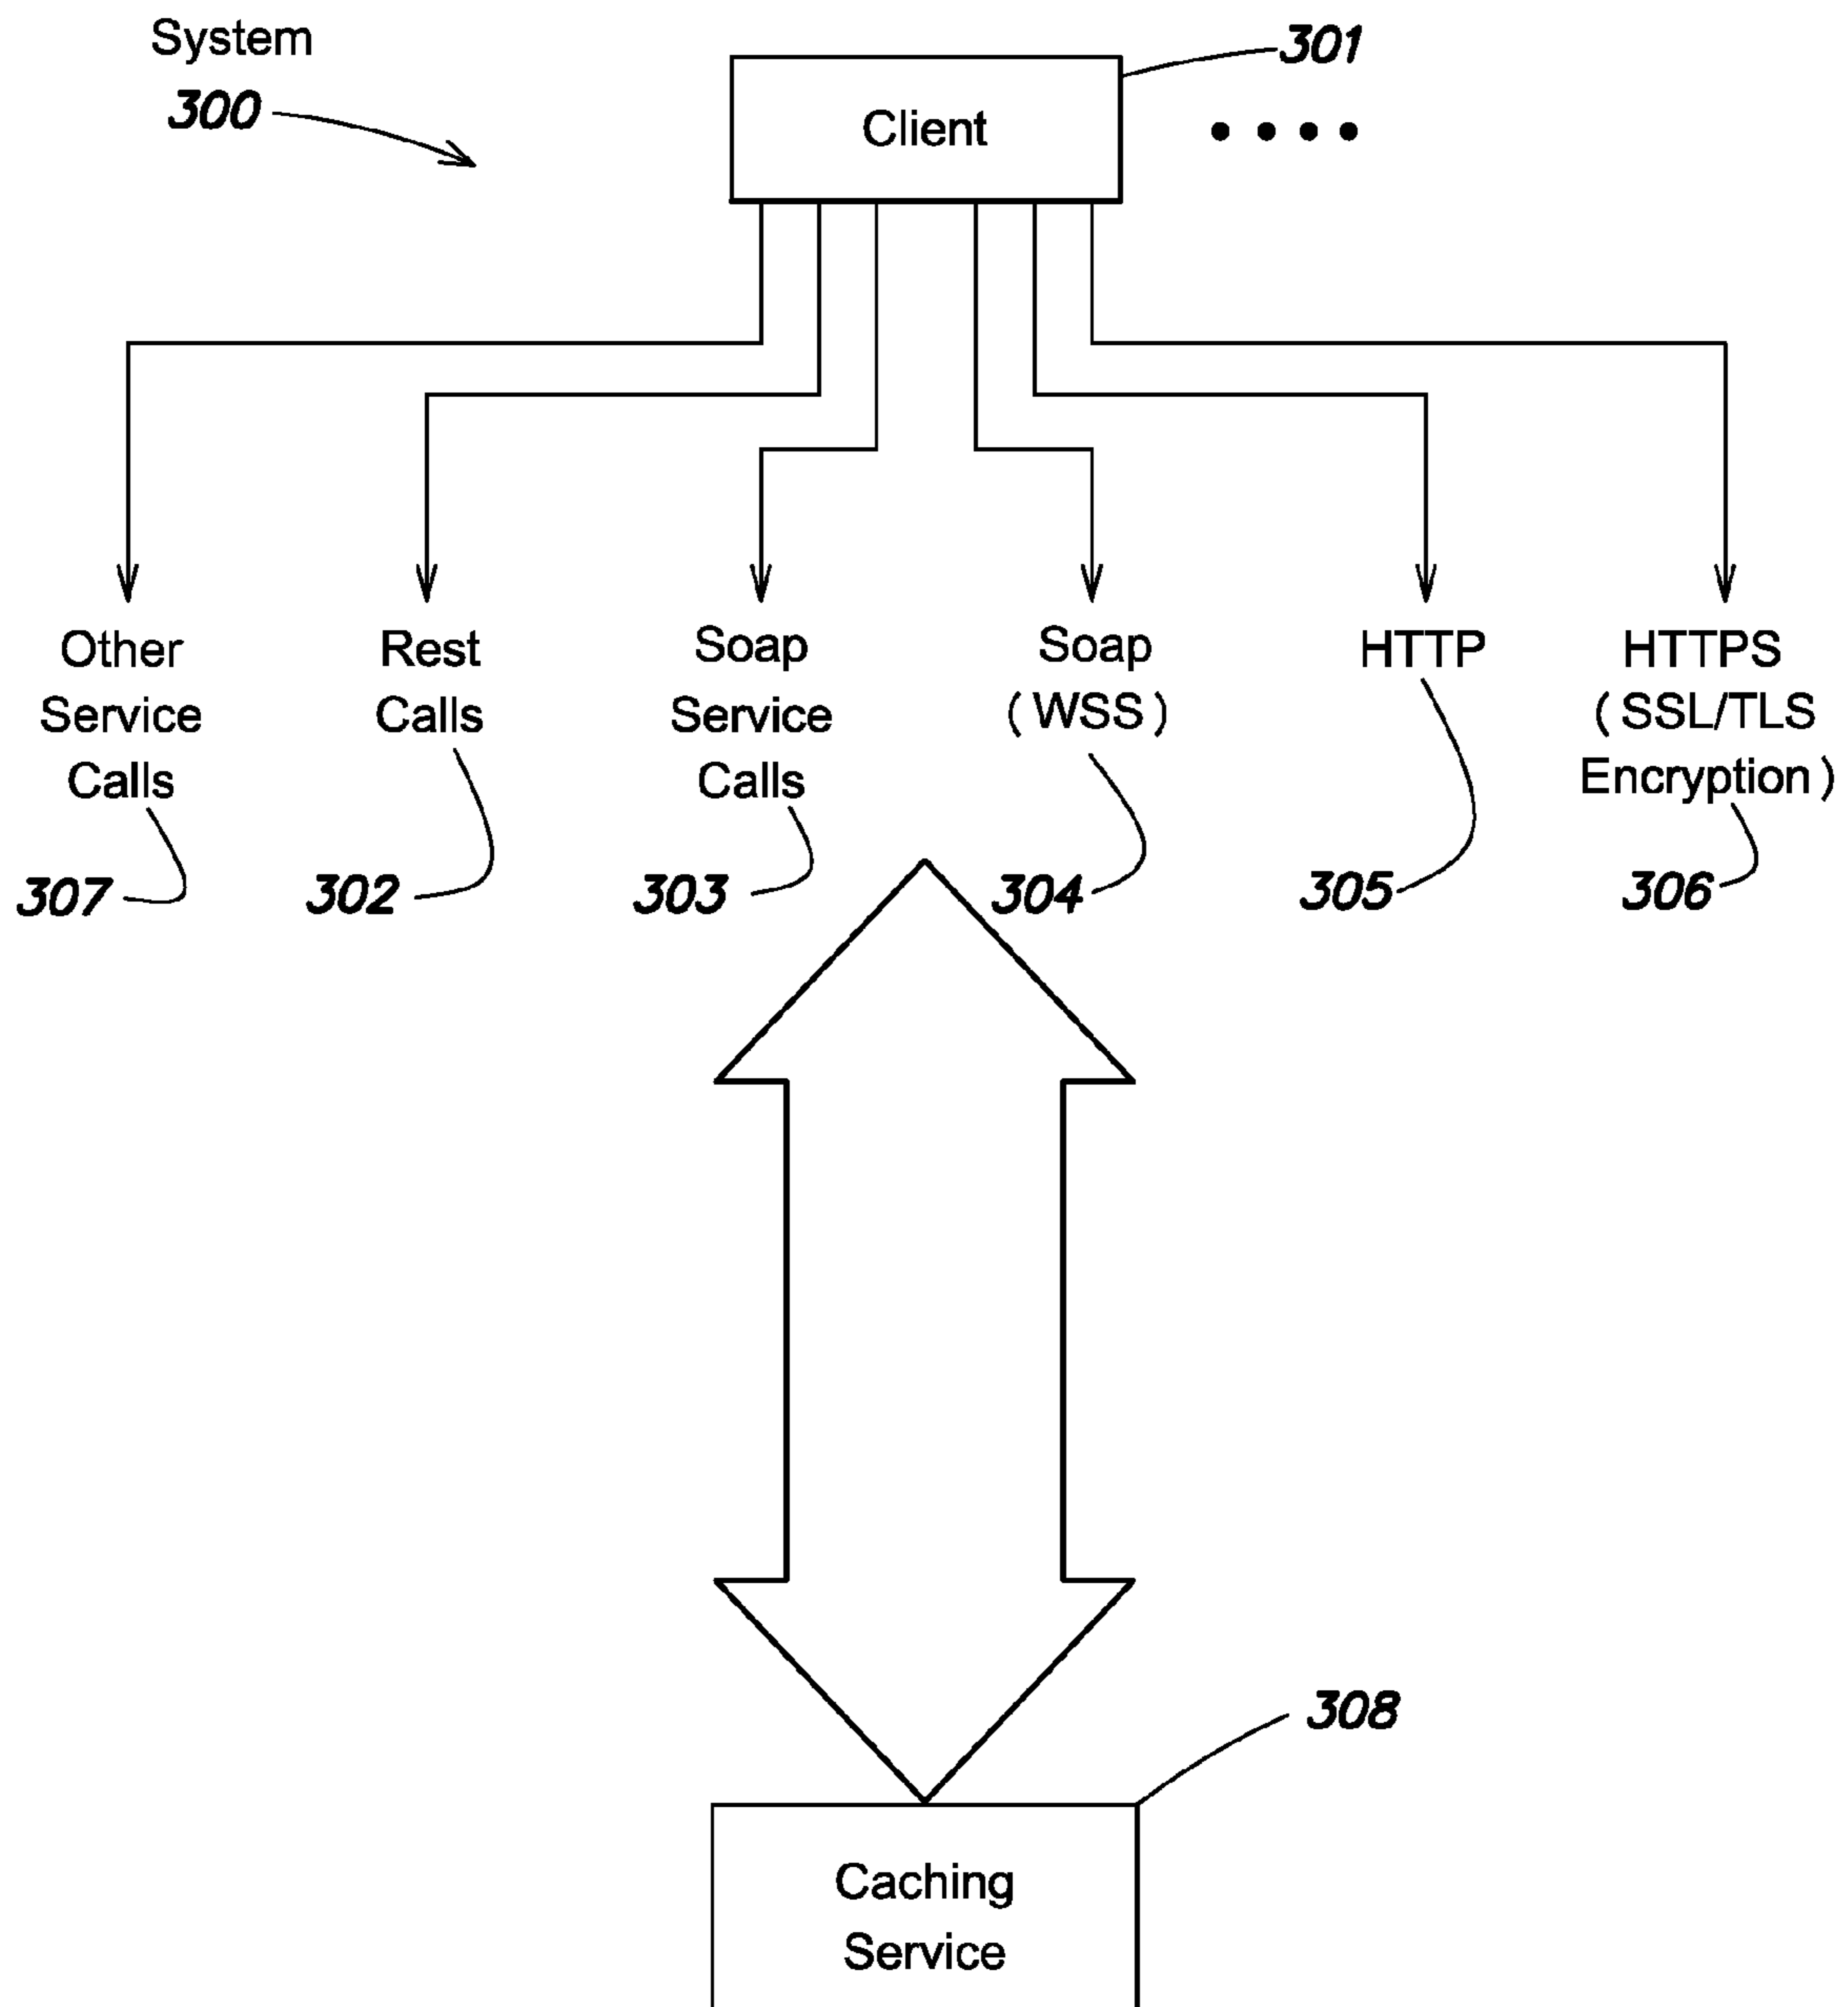 System
300
301
Client
Other
Service
Calls
Rest
Calls
Soap
Service
Calls
Soap
(WSS)
HTTP
HTTPS
(SSL/TLS
Encryption)
307
302
303
304
305
306
308
Caching
Service